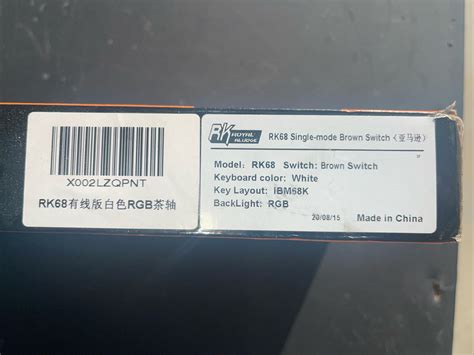 X002LZQPNT
RK68有线版白色RGB茶轴
RK ROYAL KLUDGE
RK68 Single-mode Brown Switch《亚马逊》
Model: RK68 Switch: Brown Switch
Keyboard color: White
Key Layout: IBM58K
BackLight: RGB
20/08/15 Made in China